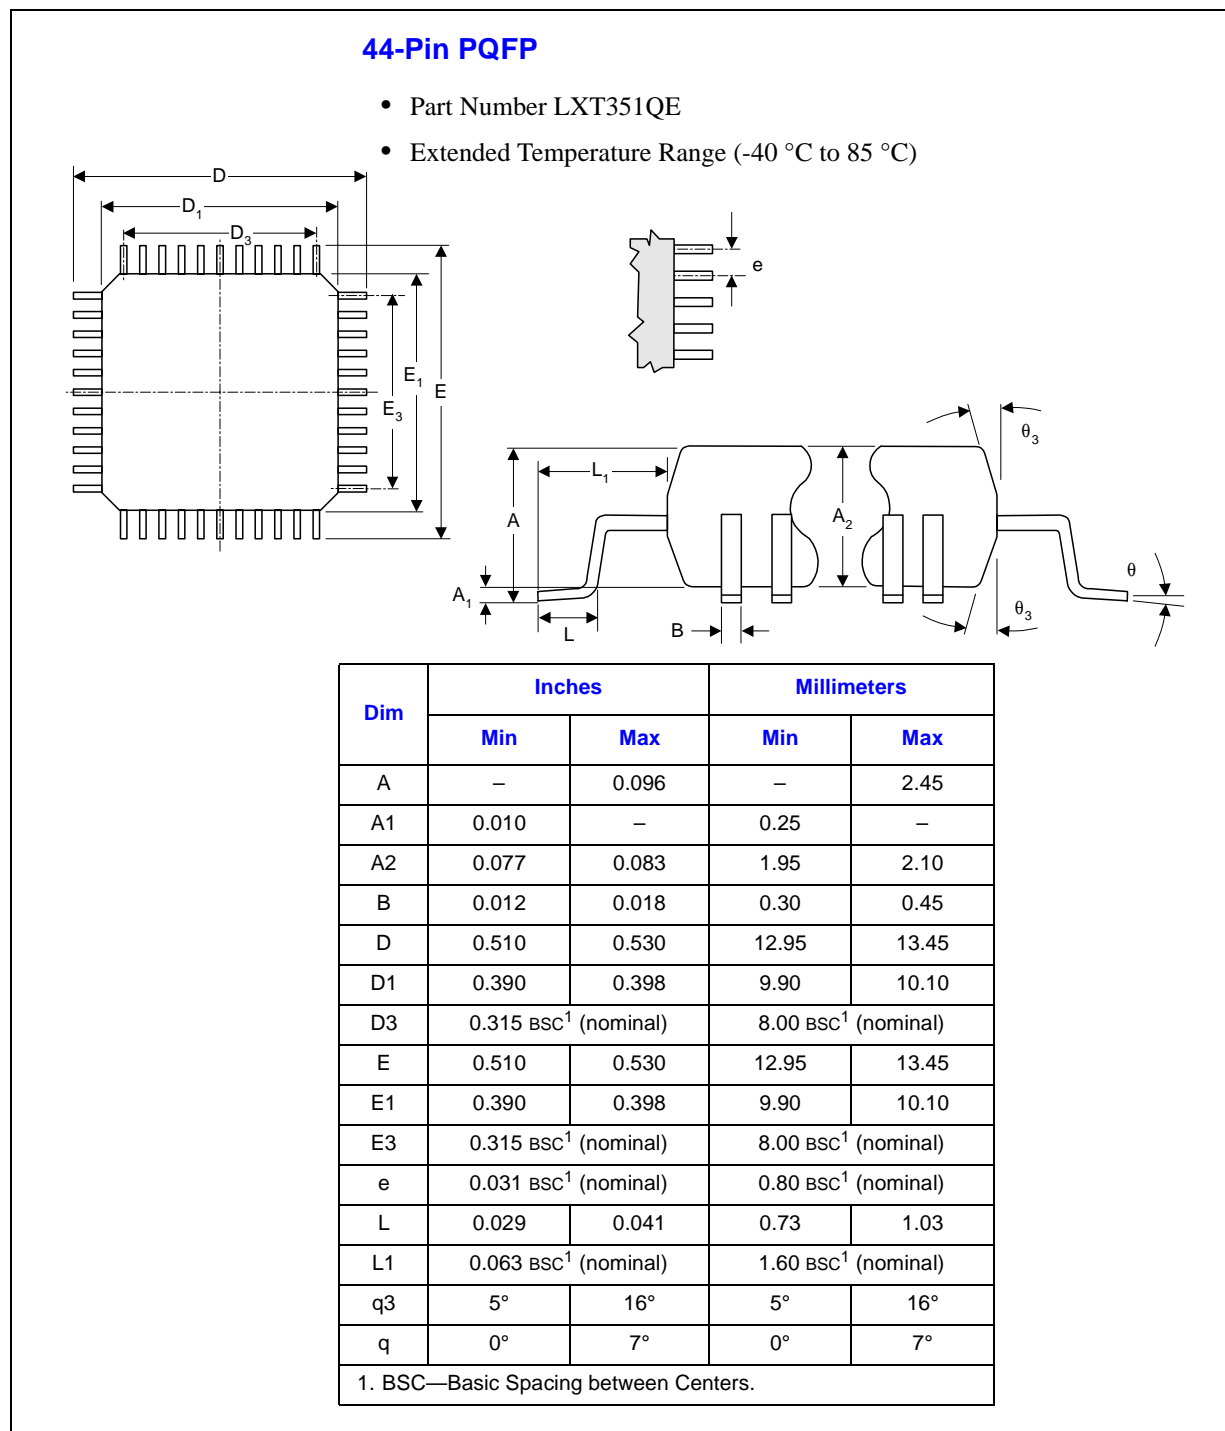 44-Pin PQFP
• Part Number LXT351QE
• Extended Temperature Range (-40 °C to 85 °C)
D
D1
D3
e
E1
E
E3
θ3
L1
A
A2
A1
θ
L
B
θ3
Dim Inches Millimeters
Min Max Min Max
A – 0.096 – 2.45
A1 0.010 – 0.25 –
A2 0.077 0.083 1.95 2.10
B 0.012 0.018 0.30 0.45
D 0.510 0.530 12.95 13.45
D1 0.390 0.398 9.90 10.10
D3 0.315 BSC1 (nominal) 8.00 BSC1 (nominal)
E 0.510 0.530 12.95 13.45
E1 0.390 0.398 9.90 10.10
E3 0.315 BSC1 (nominal) 8.00 BSC1 (nominal)
e 0.031 BSC1 (nominal) 0.80 BSC1 (nominal)
L 0.029 0.041 0.73 1.03
L1 0.063 BSC1 (nominal) 1.60 BSC1 (nominal)
q3 5° 16° 5° 16°
q 0° 7° 0° 7°
1. BSC—Basic Spacing between Centers.